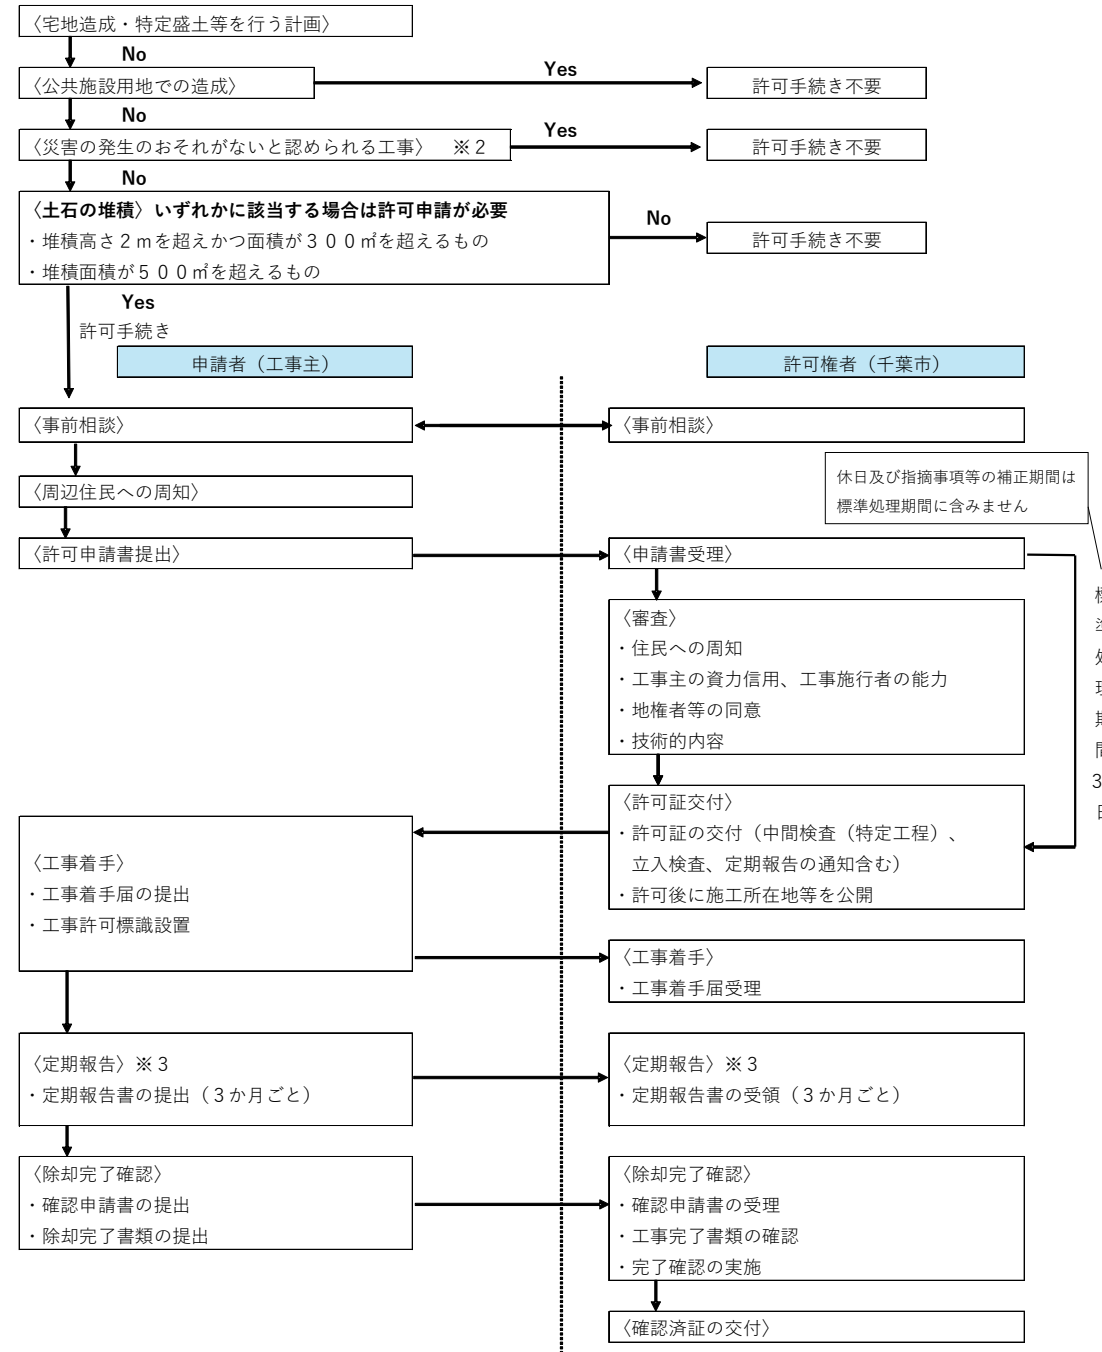 〈宅地造成・特定盛土等を行う計画〉
No
〈公共施設用地での造成〉
Yes
許可手続き不要
No
〈災害の発生のおそれがないと認められる工事〉 ※2
Yes
許可手続き不要
No
〈土石の堆積〉いずれかに該当する場合は許可申請が必要
・堆積高さ2mを超えかつ面積が300㎡を超えるもの
・堆積面積が500㎡を超えるもの
No
許可手続き不要
Yes
許可手続き
申請者（工事主）
許可権者（千葉市）
〈事前相談〉
〈事前相談〉
休日及び指摘事項等の補正期間は
標準処理期間に含みません
〈周辺住民への周知〉
〈許可申請書提出〉
〈申請書受理〉
〈審査〉
・住民への周知
・工事主の資力信用、工事施行者の能力
・地権者等の同意
・技術的内容
〈許可証交付〉
・許可証の交付（中間検査（特定工程）、
立入検査、定期報告の通知含む）
・許可後に施工所在地等を公開
〈工事着手〉
・工事着手届の提出
・工事許可標識設置
〈工事着手〉
・工事着手届受理
〈定期報告〉※3
・定期報告書の提出（3か月ごと）
〈定期報告〉※3
・定期報告書の受領（3か月ごと）
〈除却完了確認〉
・確認申請書の提出
・除却完了書類の提出
〈除却完了確認〉
・確認申請書の受理
・工事完了書類の確認
・完了確認の実施
〈確認済証の交付〉